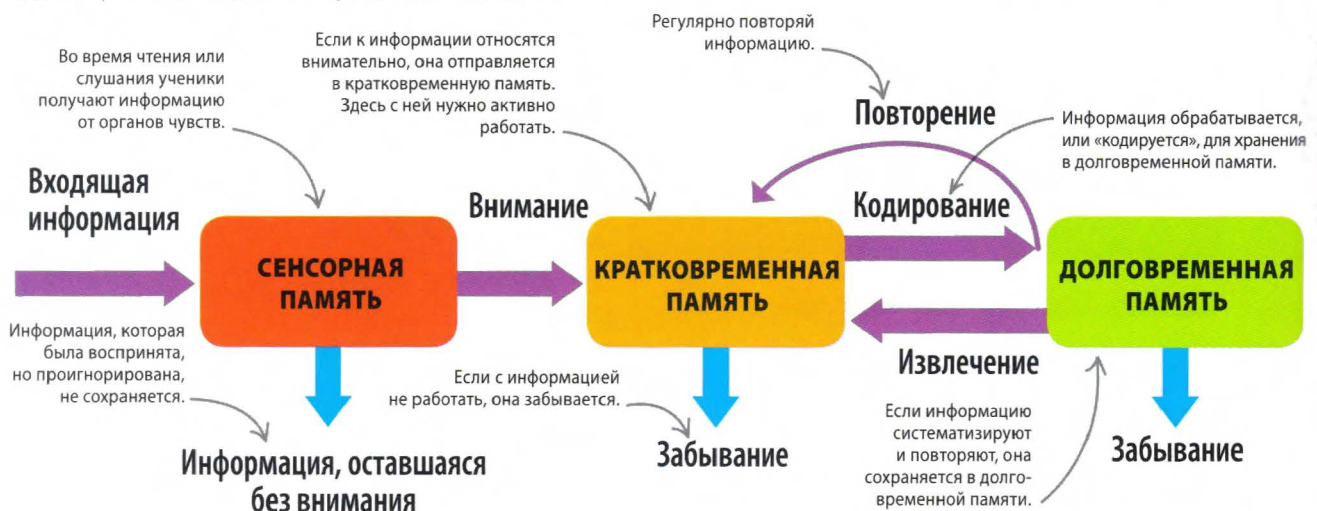 Во время чтения или
слушания ученики
получают информацию
от органов чувств.
Если к информации относятся
внимательно, она отправляется
в кратковременную память.
Здесь с ней нужно активно
работать.
Регулярно повторяй
информацию.
Повторение
Информация обрабатывается,
или «кодируется», для хранения
в долговременной памяти.
Входящая
информация
Внимание
Кодирование
СЕНСОРНАЯ
ПАМЯТЬ
КРАТКОВРЕМЕННАЯ
ПАМЯТЬ
ДОЛГОВРЕМЕННАЯ
ПАМЯТЬ
Информация, которая
была воспринята,
но проигнорирована,
не сохраняется.
Если с информацией
не работать, она забывается.
Извлечение
Если информацию
систематизируют
и повторяют, она
сохраняется в долго-
временной памяти.
Информация, оставшаяся
без внимания
Забывание
Забывание